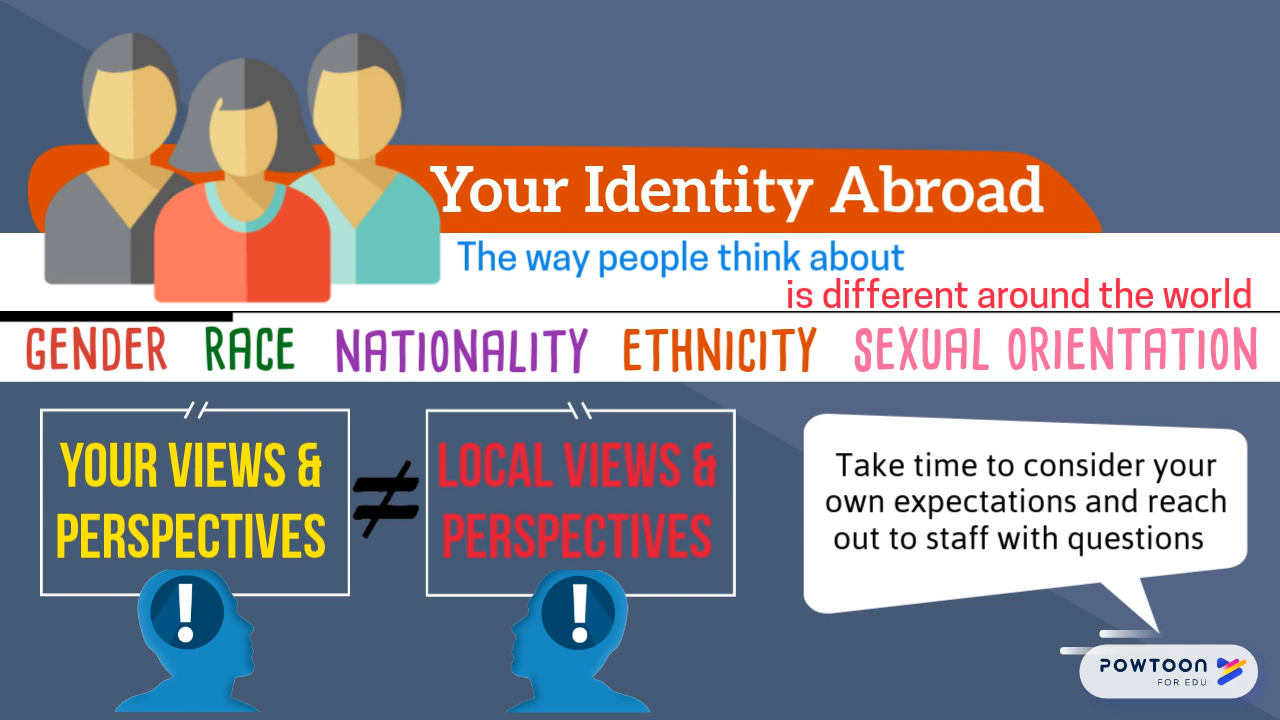 Your Identity Abroad
The way people think about
is different around the world
GENDER RACE NATIONALITY ETHNICITY SEXUAL ORIENTATION
YOUR VIEWS &
PERSPECTIVES
≠
LOCAL VIEWS &
PERSPECTIVES
!
!
Take time to consider your
own expectations and reach
out to staff with questions
POWTOON
FOR EDU